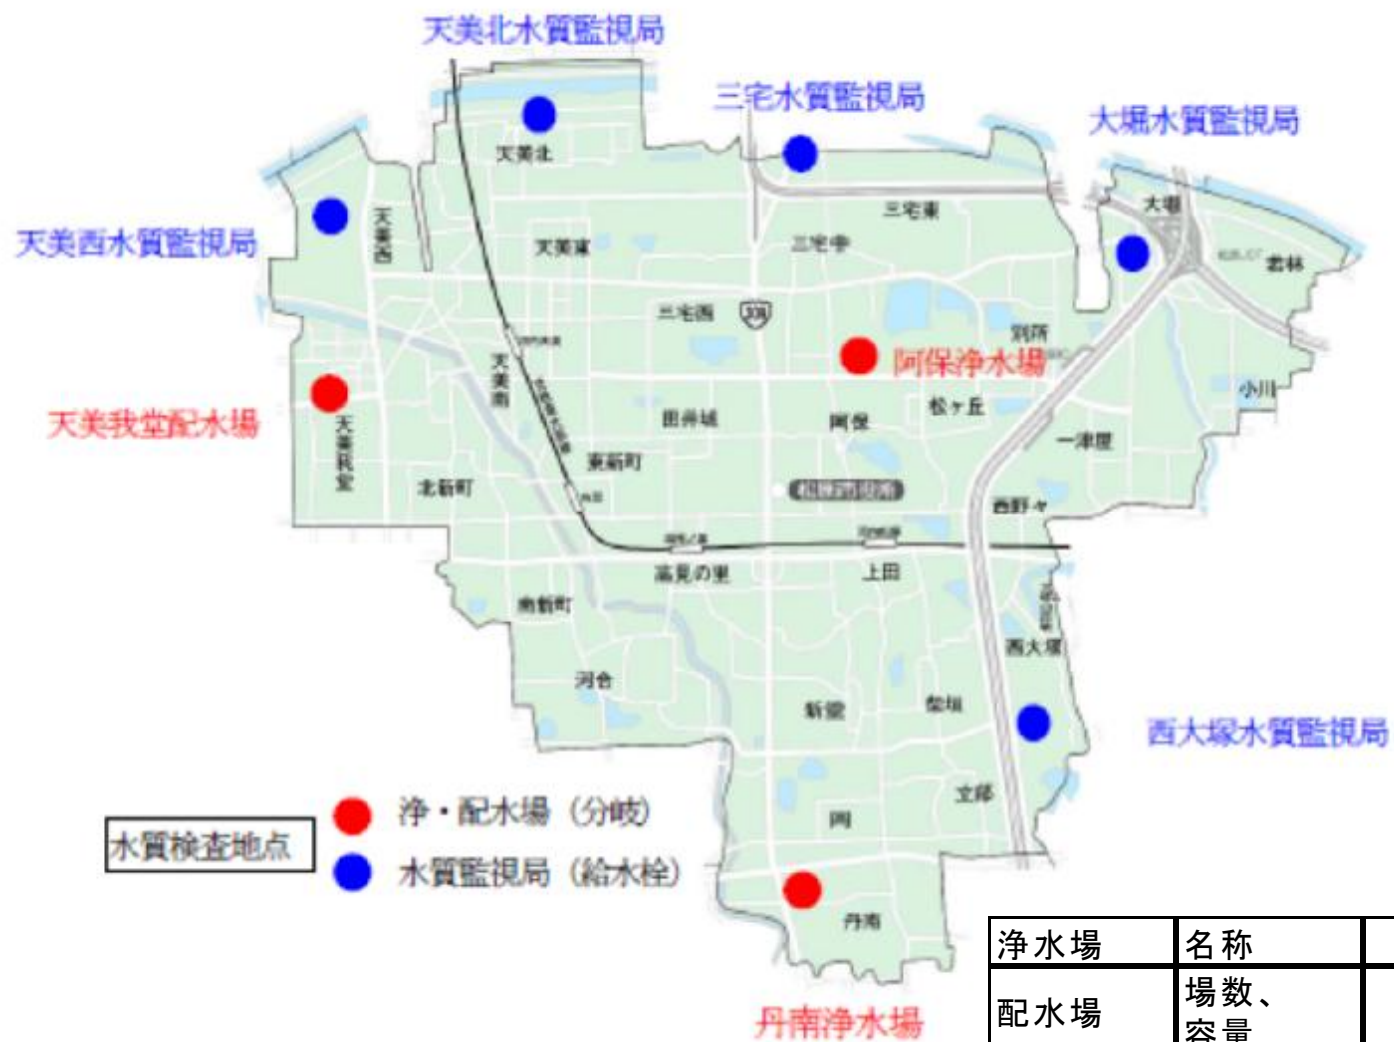 天美北水質監視局
三宅水質監視局
大堀水質監視局
天美北
大堀
三宅東
天美西水質監視局
天美西
天美東
三宅中
若林
三宅西
309
別所
阿保浄水場
天美南
小川
天美我堂配水場
天美我堂
田井城
阿保
松ヶ丘
一津屋
東新町
北新町
松原市役所
西野々
高見の里
上田
南新町
西大塚
河合
新堂
柴垣
西大塚水質監視局
立部
岡
水質検査地点
浄・配水場（分岐）
水質監視局（給水栓）
丹南
丹南浄水場
浄水場
名称
配水場
場数、
容量